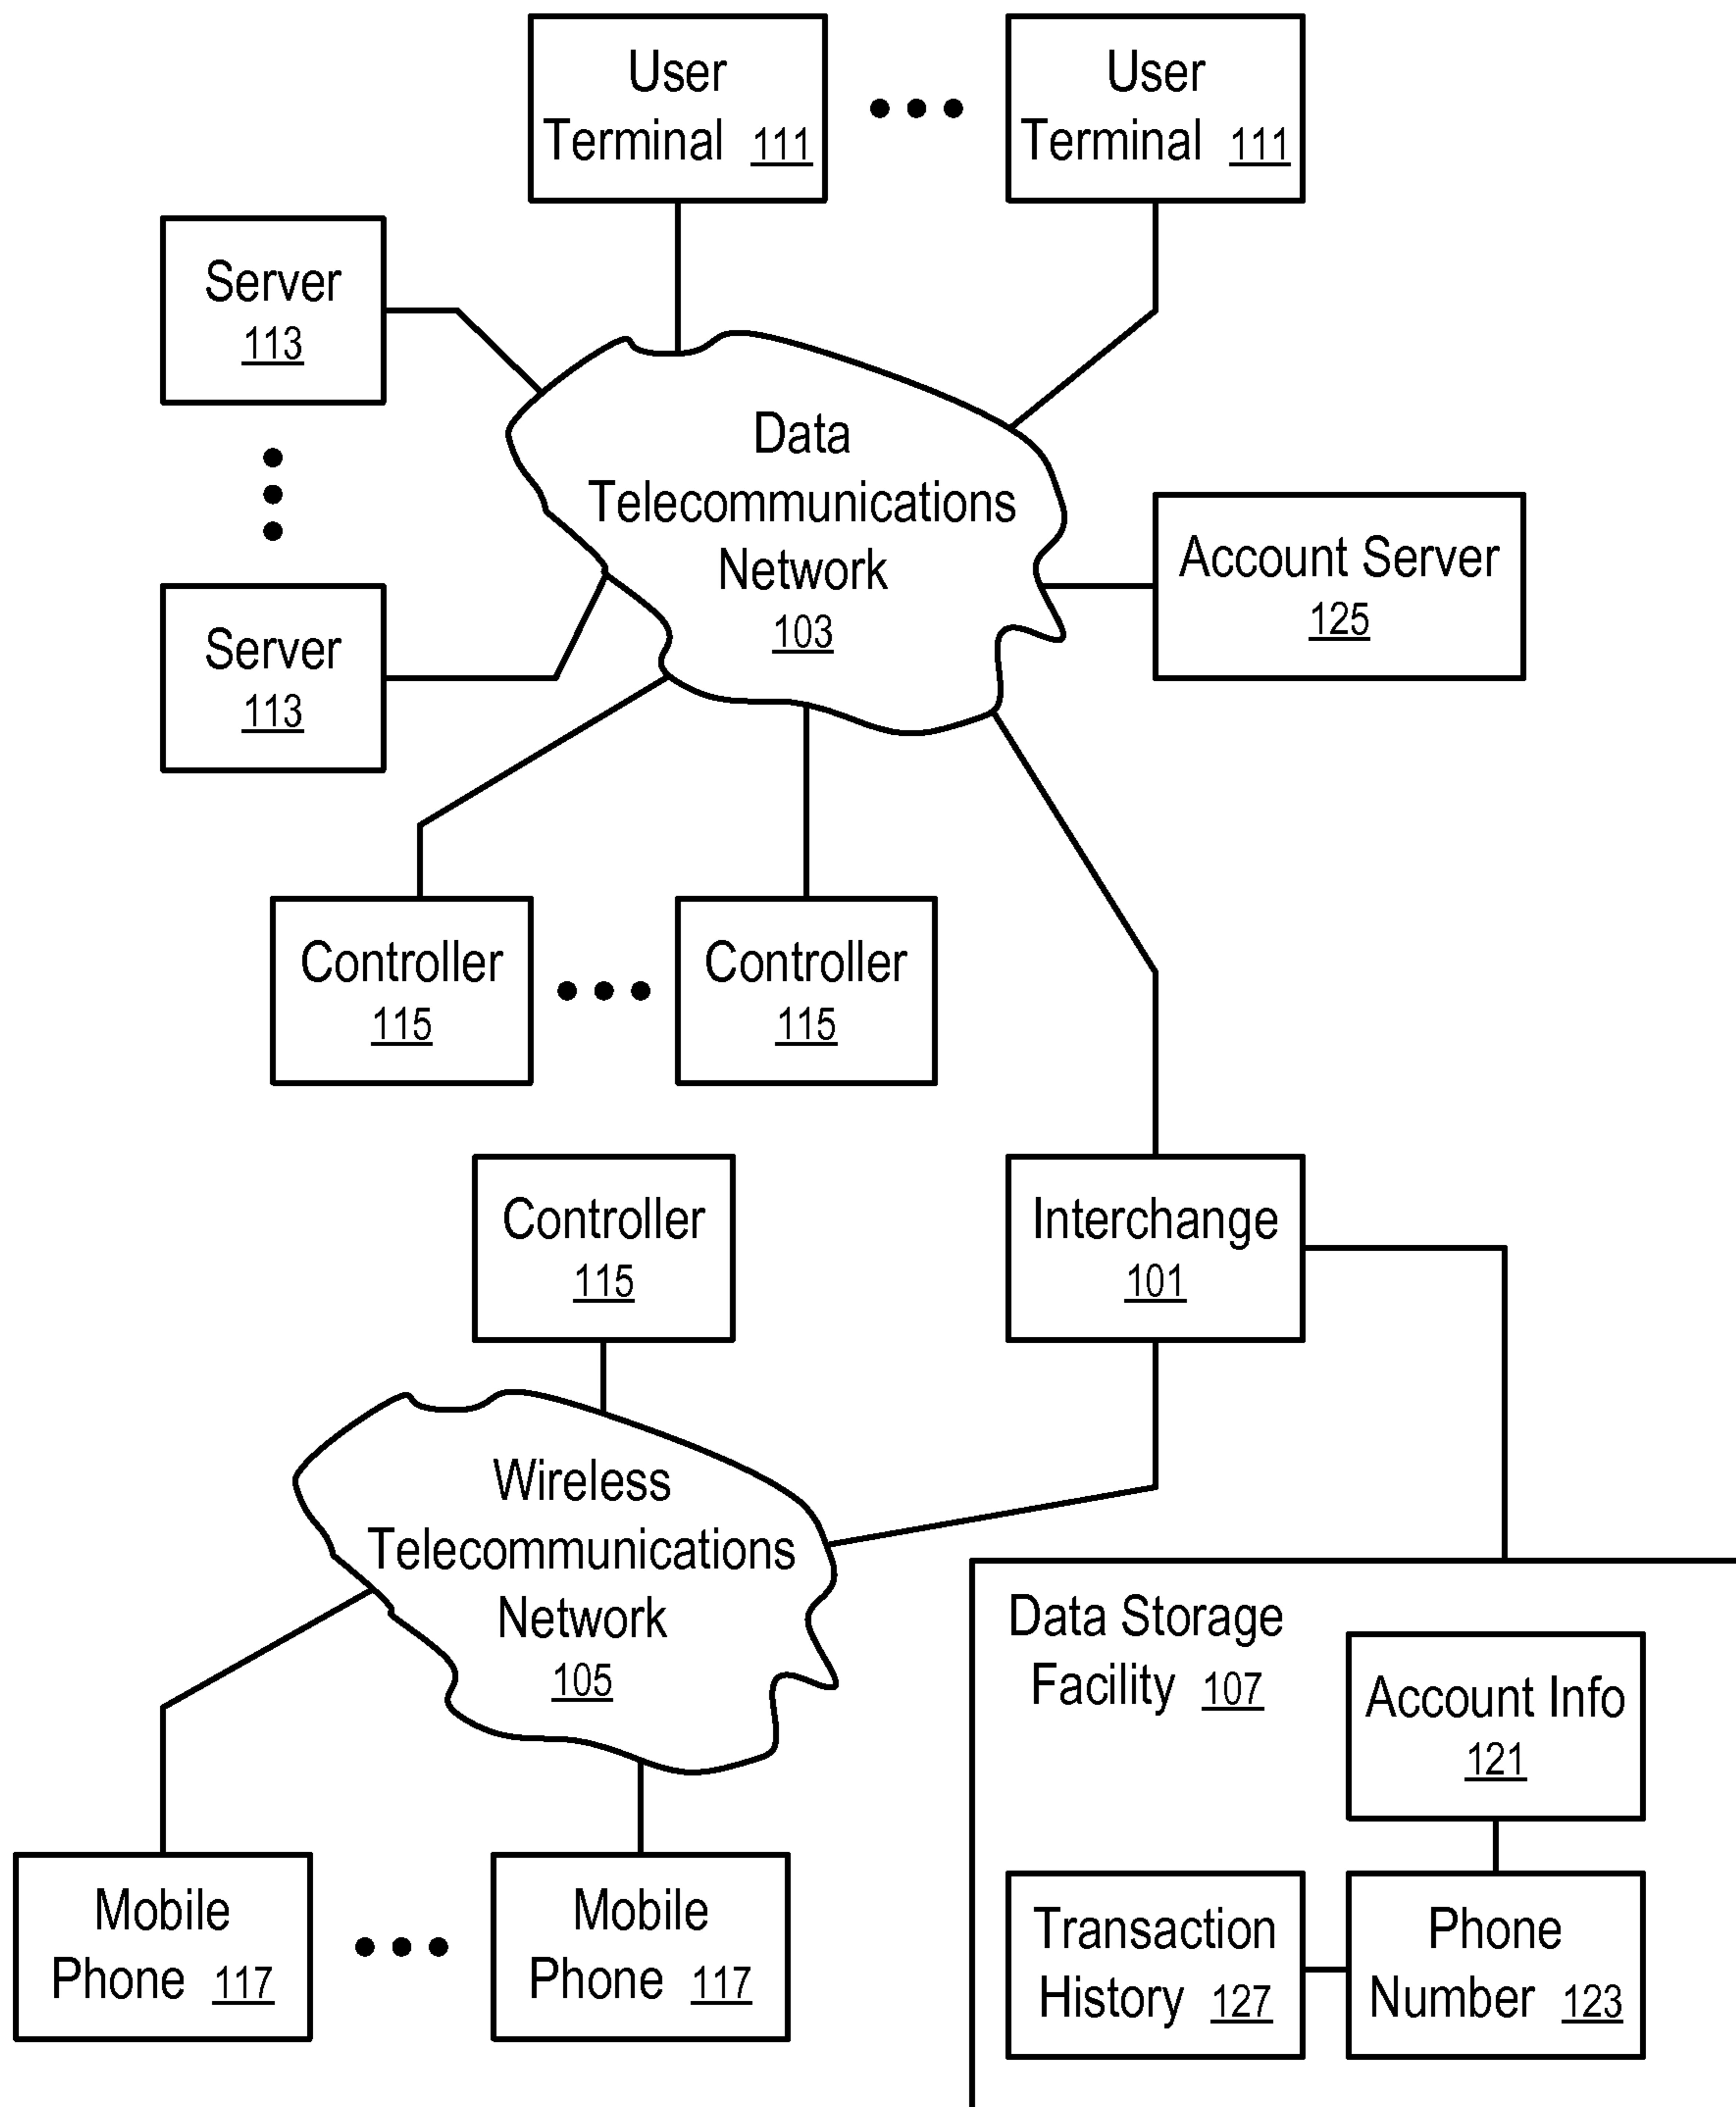 User
Terminal 111
User
Terminal 111
Server
113
Data
Telecommunications
Network
103
Account Server
125
Server
113
Controller
115
Controller
115
Controller
115
Interchange
101
Wireless
Telecommunications
Network
105
Data Storage
Facility 107
Account Info
121
Mobile
Phone 117
Mobile
Phone 117
Transaction
History 127
Phone
Number 123